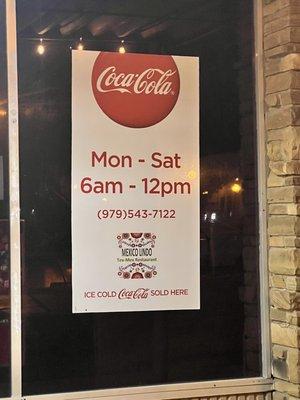 Coca-Cola
Mon - Sat
6am - 12pm
(979)543-7122
MEXICO LINDO
Tex-Mex Restaurant
ICE COLD Coca-Cola SOLD HERE